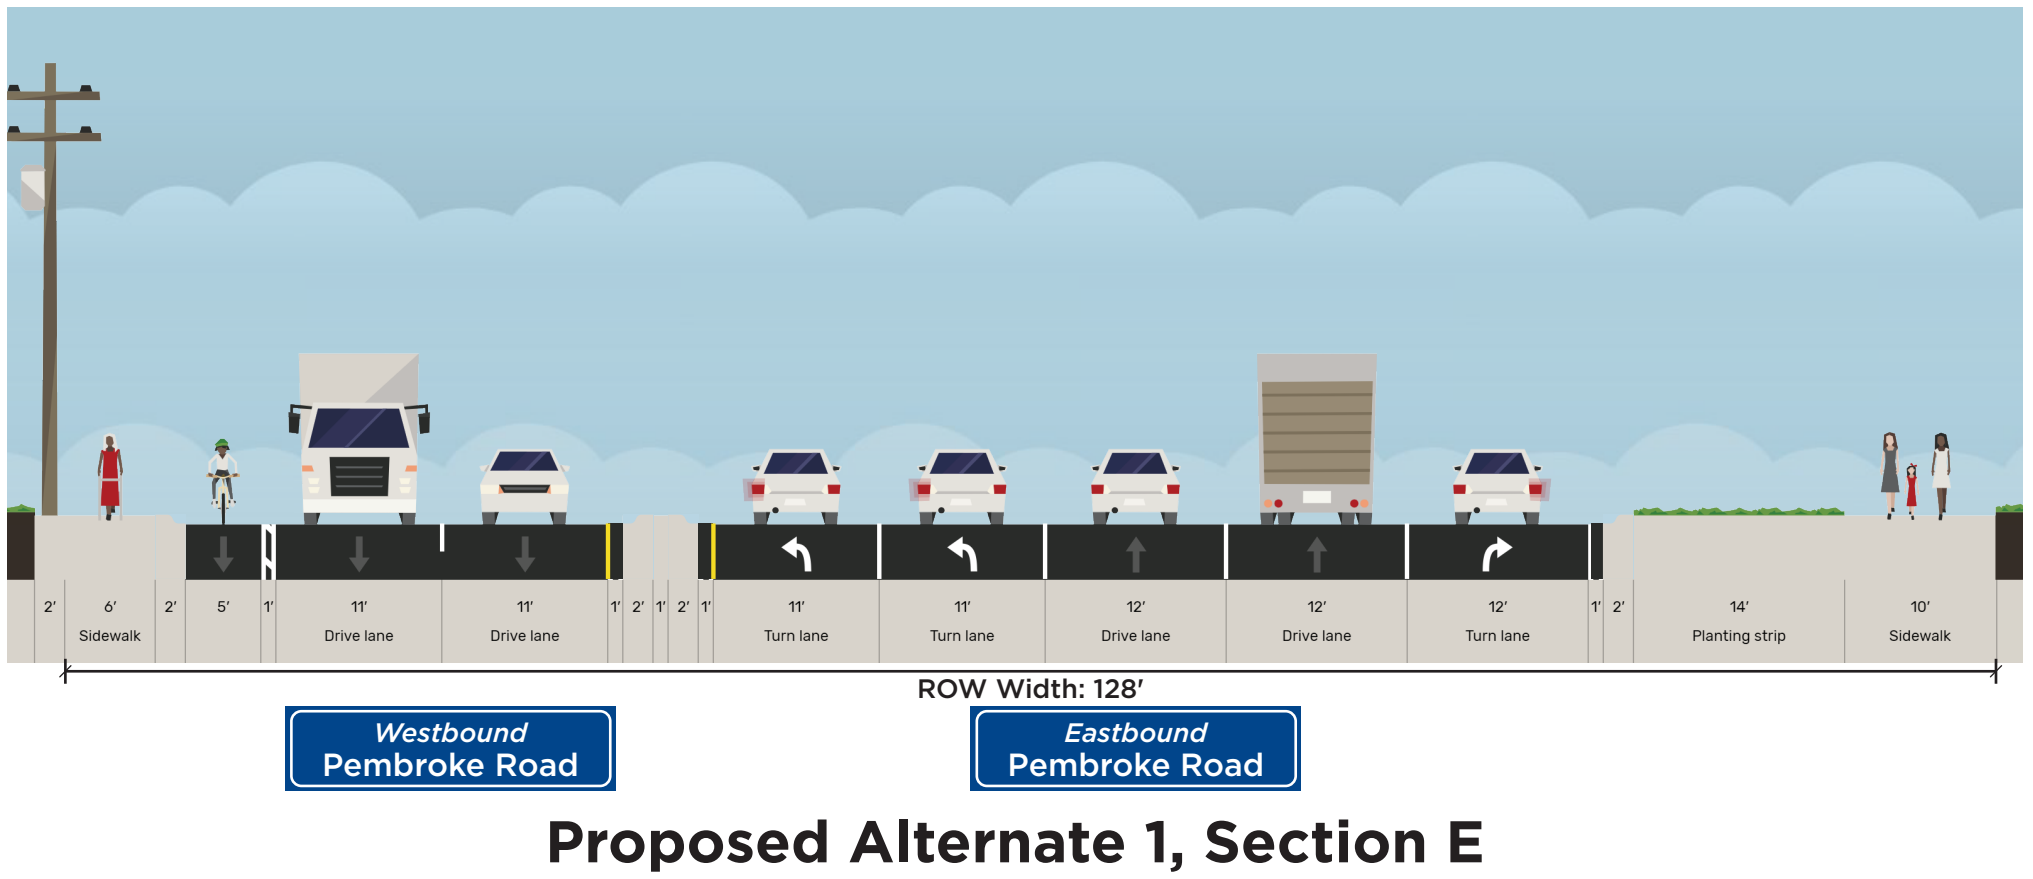 2′ 6′ 2′ 5′ 1′ 11′ 11′ 1′ 2′ 1′ 2′ 1′ 11′ 11′ 12′ 12′ 12′ 1′ 2′ 14′ 10′
Sidewalk Drive lane Drive lane Turn lane Turn lane Drive lane Drive lane Turn lane Planting strip Sidewalk
ROW Width: 128'
Westbound
Pembroke Road
Eastbound
Pembroke Road
Proposed Alternate 1, Section E